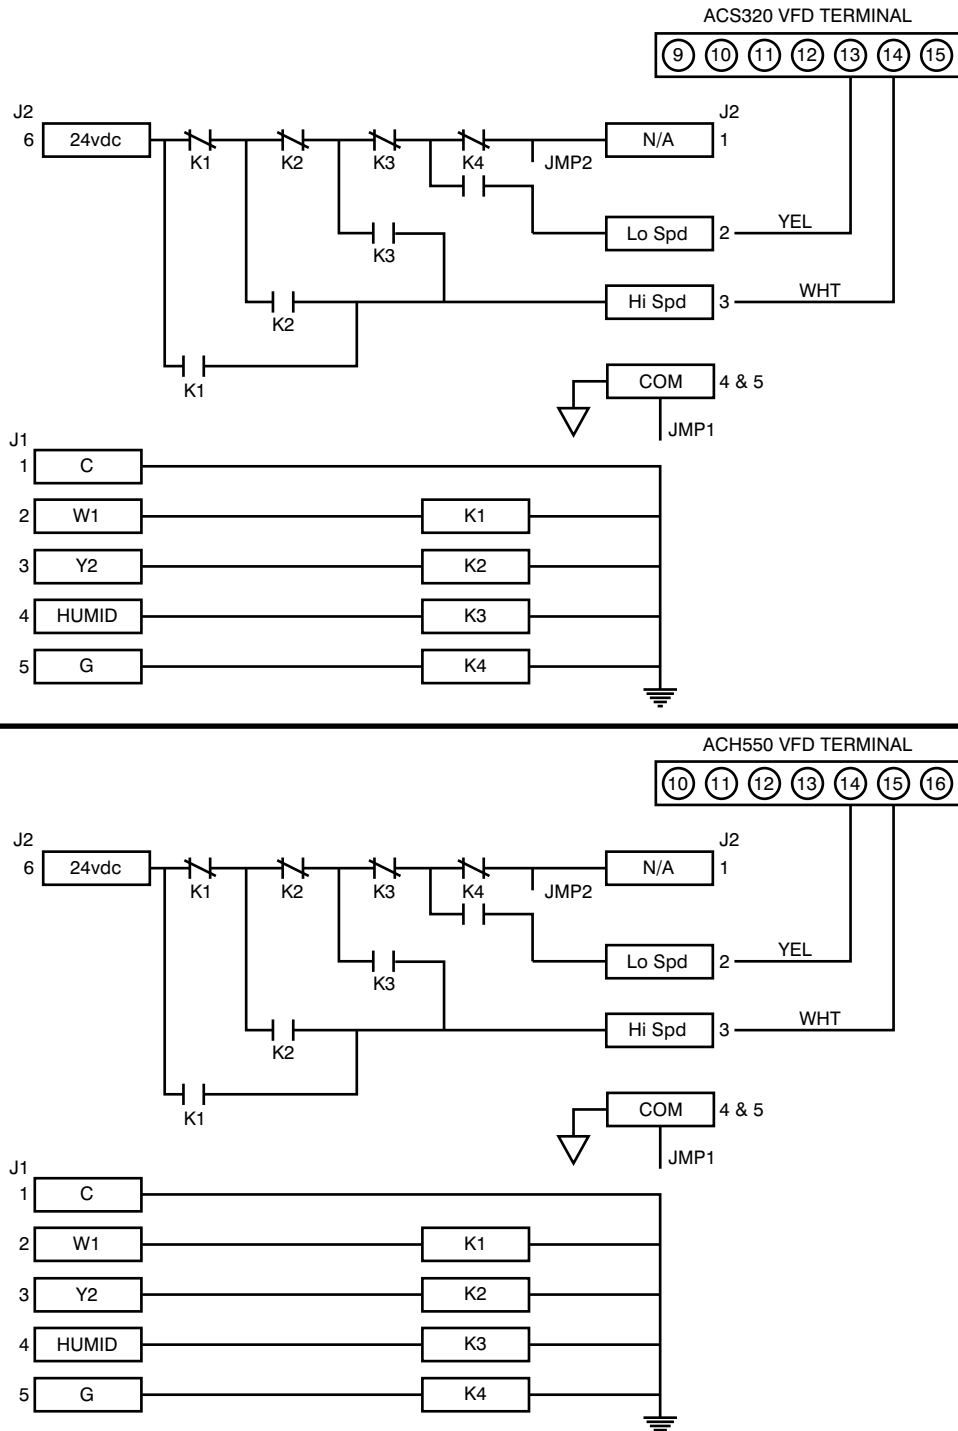 ACS320 VFD TERMINAL
9 10 11 12 13 14 15
J2 J2
6 24vdc K1 K2 K3 K4 JMP2 N/A 1
Lo Spd 2 YEL
K3
Hi Spd 3 WHT
K2
K1
COM 4 & 5
JMP1
J1
1 C
2 W1 K1
3 Y2 K2
4 HUMID K3
5 G K4
ACH550 VFD TERMINAL
10 11 12 13 14 15 16
J2 J2
6 24vdc K1 K2 K3 K4 JMP2 N/A 1
Lo Spd 2 YEL
K3
Hi Spd 3 WHT
K2
K1
COM 4 & 5
JMP1
J1
1 C
2 W1 K1
3 Y2 K2
4 HUMID K3
5 G K4